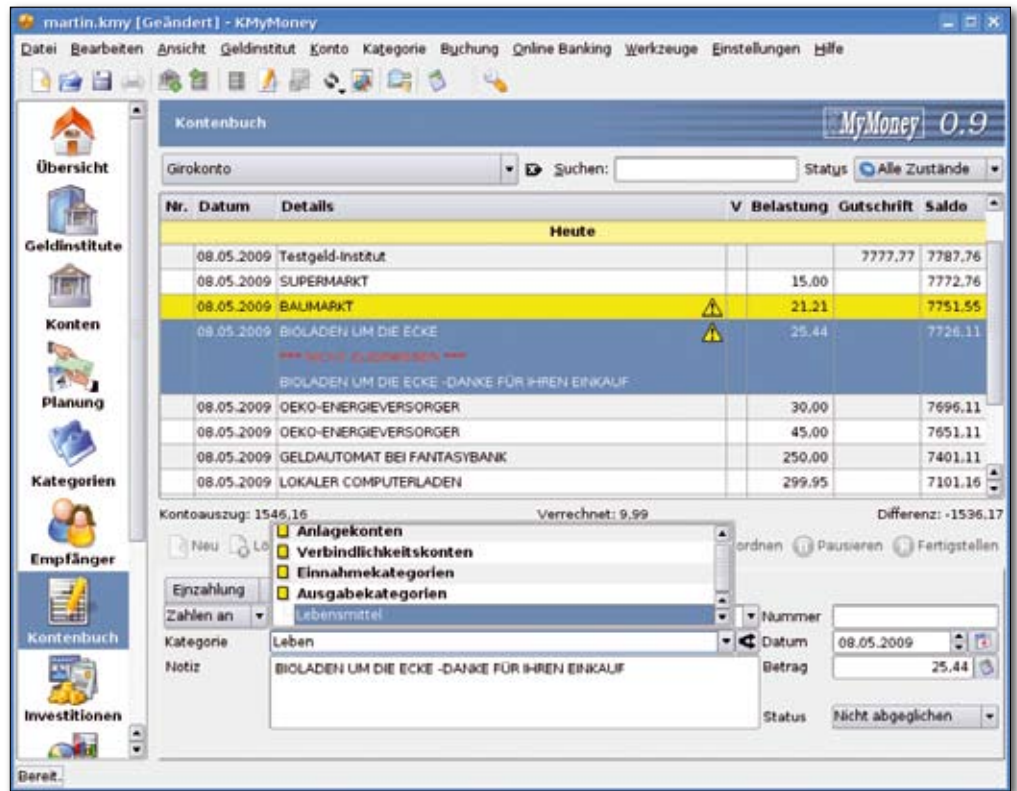 martin.kmy [Geändert] - KMyMoney
Datei Bearbeiten Ansicht Geldinstitut Konto Kategorie Buchung Online Banking Werkzeuge Einstellungen Hilfe
Kontenbuch
MyMoney 0.9
Übersicht
Geldinstitute
Konten
Planung
Kategorien
Empfänger
Kontenbuch
Investitionen
Girokonto Suchen: Status Alle Zustände
Nr. Datum Details V Belastung Gutschrift Saldo
Heute
08.05.2009 Testgeld-Institut 7777,77 7787,76
08.05.2009 SUPERMARKT 15,00 7772,76
08.05.2009 BAUMARKT 21,21 7751,55
08.05.2009 BIOLADEN UM DIE ECKE 25,44 7726,11
*** NICHT ZUGEWIESEN ***
BIOLADEN UM DIE ECKE -DANKE FÜR IHREN EINKAUF
08.05.2009 OEKO-ENERGIEVERSORGER 30,00 7696,11
08.05.2009 OEKO-ENERGIEVERSORGER 45,00 7651,11
08.05.2009 GELDAUTOMAT BEI FANTASYBANK 250,00 7401,11
08.05.2009 LOKALER COMPUTERLADEN 299,95 7101,16
Kontoauszug: 1546,16 Verrechnet: 9,99 Differenz: -1536,17
Neu Lö ordnen Pausieren Fertigstellen
Anlagekonten
Verbindlichkeitskonten
Einnahmekategorien
Ausgabekategorien
Lebensmittel
Einzahlung
Zahlen an Nummer
Kategorie Leben Datum 08.05.2009
Notiz BIOLADEN UM DIE ECKE -DANKE FÜR IHREN EINKAUF Betrag 25,44
Status Nicht abgeglichen
Bereit.